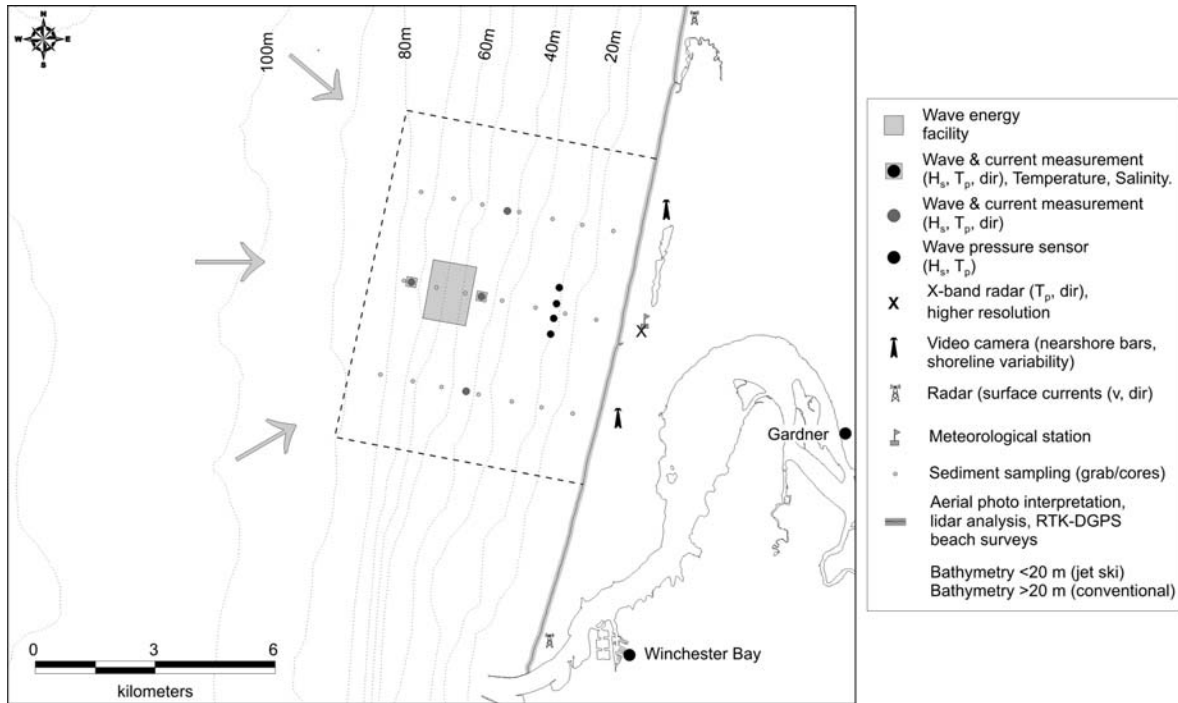 N
W E
S
100m
80m
60m
40m
20m
Gardner
Winchester Bay
0 3 6
kilometers
Wave energy
facility
Wave & current measurement
(Hs, Tp, dir), Temperature, Salinity.
Wave & current measurement
(Hs, Tp, dir)
Wave pressure sensor
(Hs, Tp)
X-band radar (Tp, dir),
higher resolution
Video camera (nearshore bars,
shoreline variability)
Radar (surface currents (v, dir)
Meteorological station
Sediment sampling (grab/cores)
Aerial photo interpretation,
lidar analysis, RTK-DGPS
beach surveys
Bathymetry <20 m (jet ski)
Bathymetry >20 m (conventional)